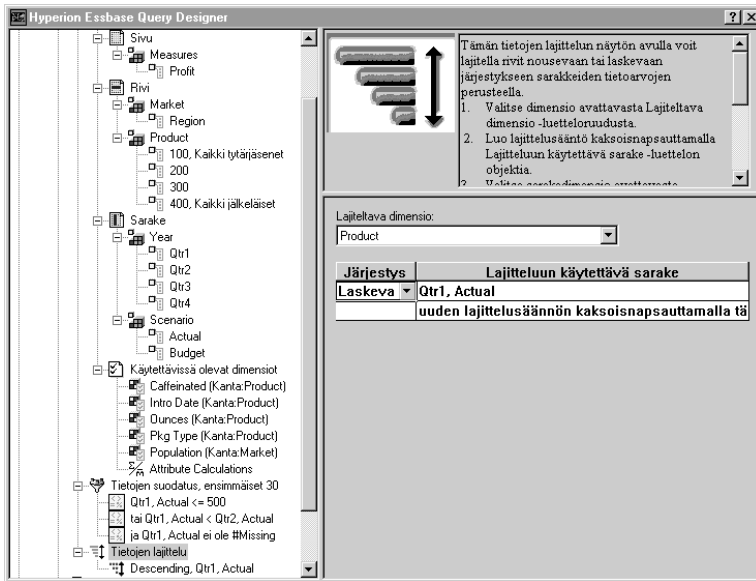 Hyperion Essbase Query Designer
Sivu
Measures
Profit
Rivi
Market
Region
Product
100, Kaikki tytärjäsenet
200
300
400, Kaikki jälkeläiset
Sarake
Year
Qtr1
Qtr2
Qtr3
Qtr4
Scenario
Actual
Budget
Käytettävissä olevat dimensiot
Caffeinated (Kanta:Product)
Intro Date (Kanta:Product)
Ounces (Kanta:Product)
Pkg Type (Kanta:Product)
Population (Kanta:Market)
Attribute Calculations
Tietojen suodatus, ensimmäiset 30
Qtr1, Actual <= 500
tai Qtr1, Actual < Qtr2, Actual
ja Qtr1, Actual ei ole #Missing
Tietojen lajittelu
Descending, Qtr1, Actual
Tämän tietojen lajittelun näytön avulla voit
lajitella rivit nousevaan tai laskevaan
järjestykseen sarakkeiden tietoarvojen
perusteella.
1. Valitse dimensio avattavasta Lajiteltava
dimensio -luetteloruudusta.
2. Luo lajittelusääntö kaksoisnapsauttamalla
Lajitteluun käytettävä sarake -luettelon
objektia.
3. Valitse sarakedimensio avattavasta
Lajiteltava dimensio:
Product
Järjestys Lajitteluun käytettävä sarake
Laskeva Qtr1, Actual
uuden lajittelusäännön kaksoisnapsauttamalla tä